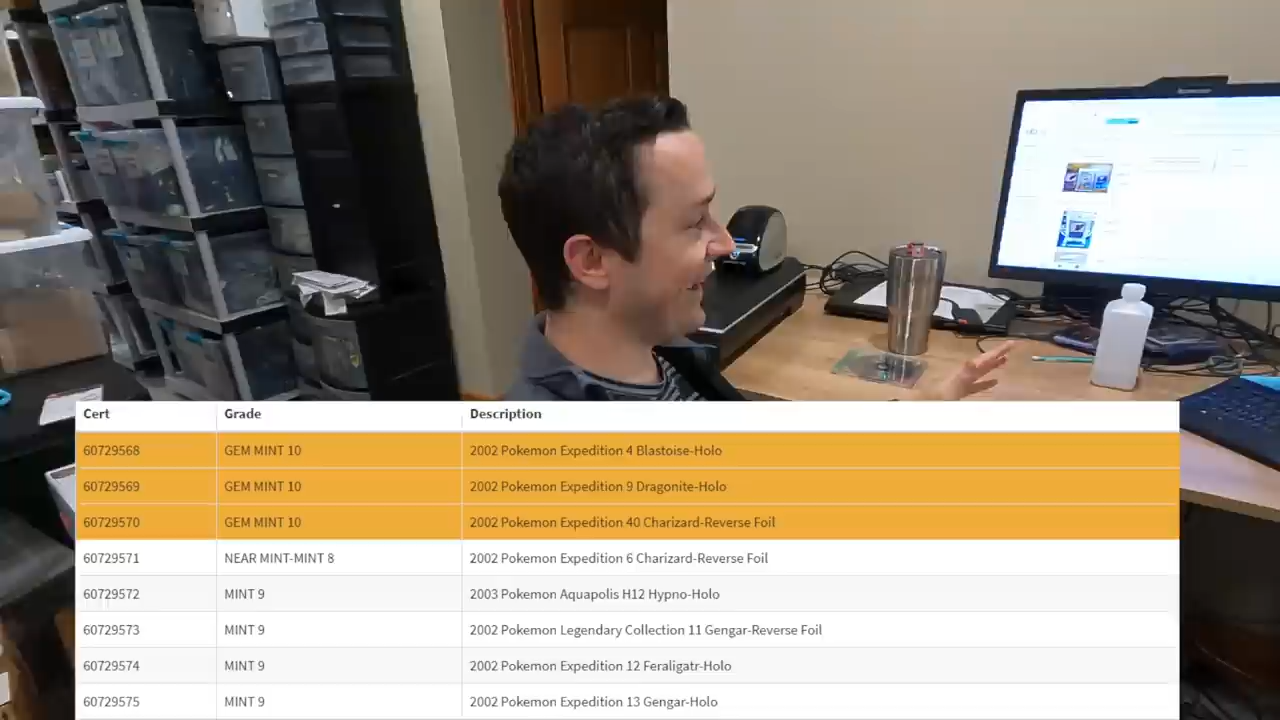 Cert Grade Description
60729568 GEM MINT 10 2002 Pokemon Expedition 4 Blastoise-Holo
60729569 GEM MINT 10 2002 Pokemon Expedition 9 Dragonite-Holo
60729570 GEM MINT 10 2002 Pokemon Expedition 40 Charizard-Reverse Foil
60729571 NEAR MINT-MINT 8 2002 Pokemon Expedition 6 Charizard-Reverse Foil
60729572 MINT 9 2003 Pokemon Aquapolis H12 Hypno-Holo
60729573 MINT 9 2002 Pokemon Legendary Collection 11 Gengar-Reverse Foil
60729574 MINT 9 2002 Pokemon Expedition 12 Feraligatr-Holo
60729575 MINT 9 2002 Pokemon Expedition 13 Gengar-Holo